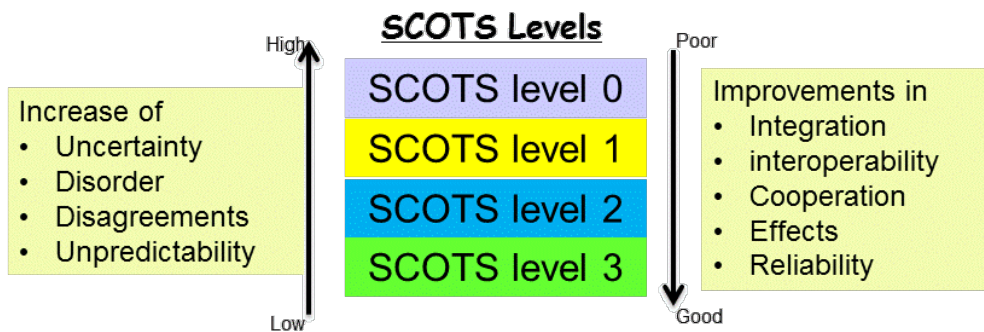 SCOTS Levels
High
Poor
Increase of
• Uncertainty
• Disorder
• Disagreements
• Unpredictability
Low
SCOTS level 0
SCOTS level 1
SCOTS level 2
SCOTS level 3
Improvements in
• Integration
• interoperability
• Cooperation
• Effects
• Reliability
Good